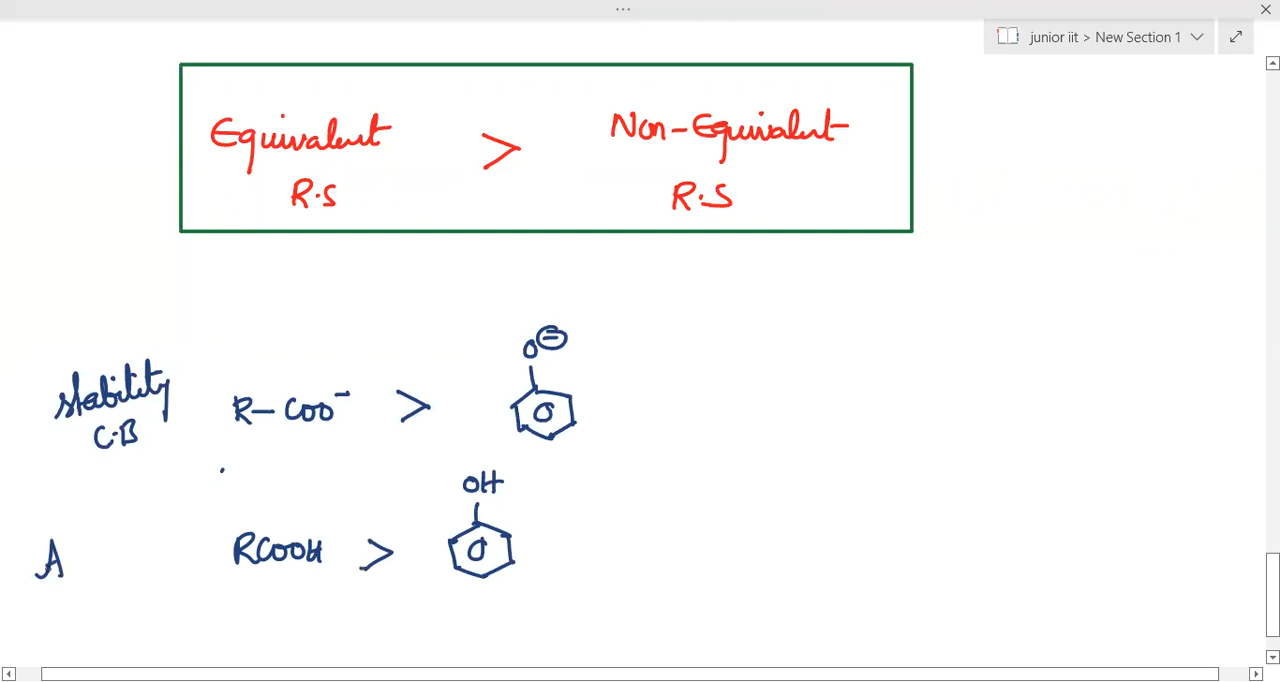 junior iit > New Section 1
Equivalent > Non-Equivalent
R.S R.S
O⊖
stability R-COO⁻ >
C.B
OH
A RCOOH >